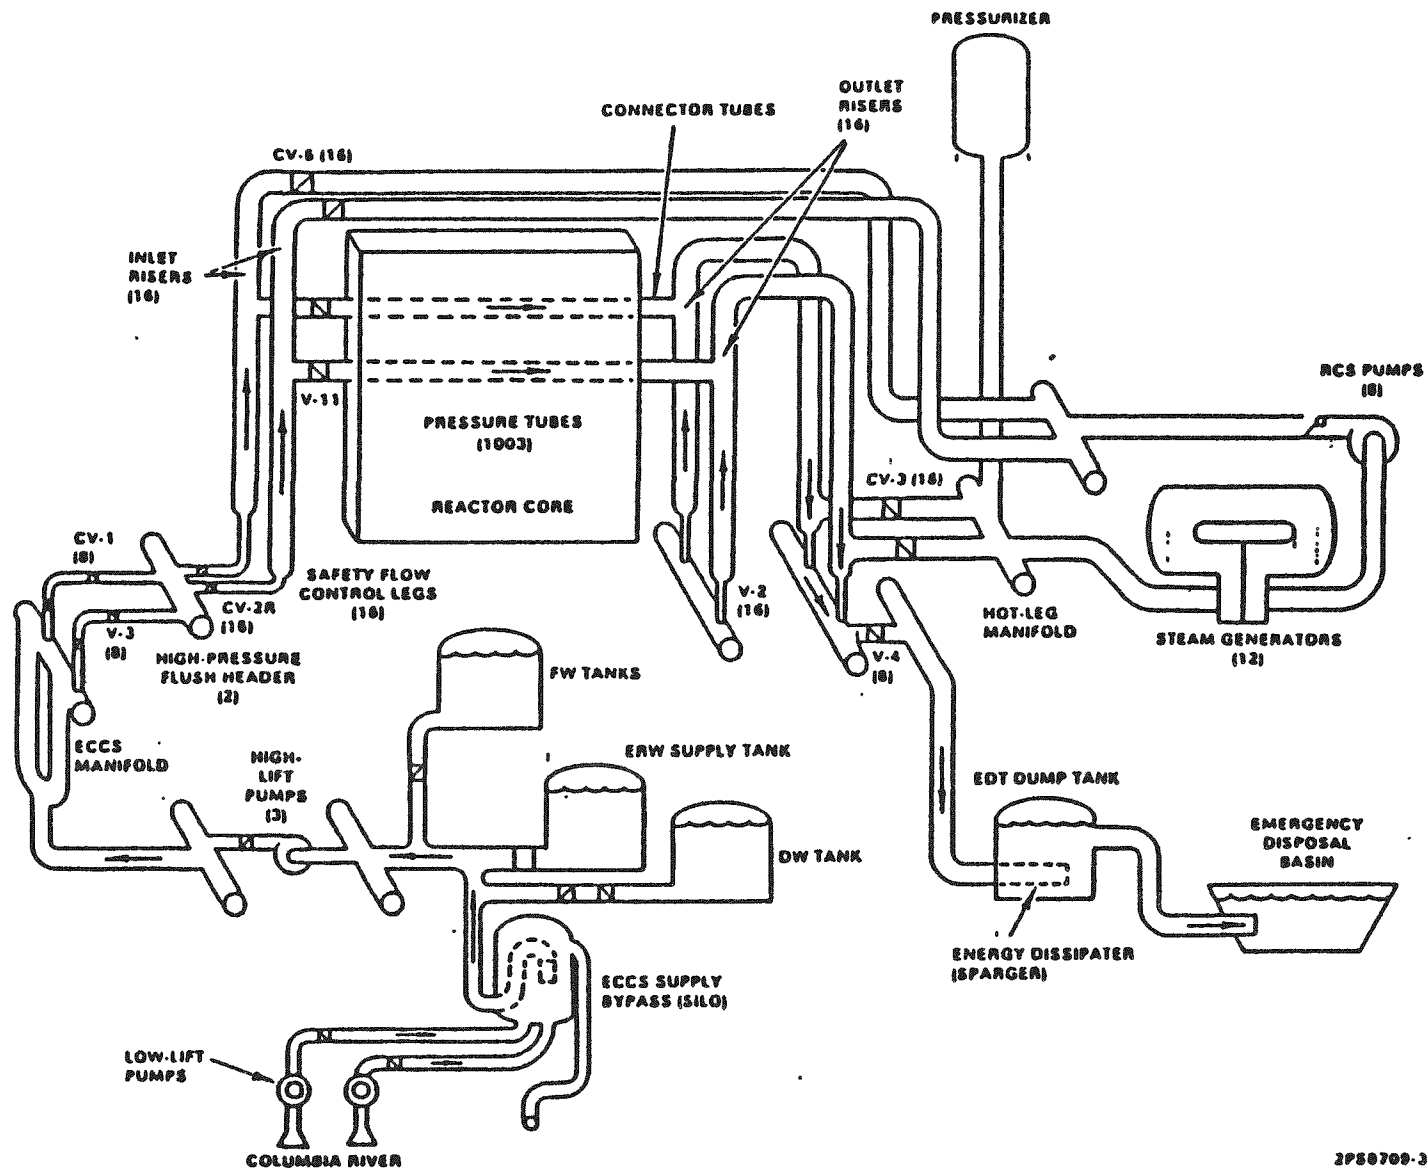 PRESSURIZER
OUTLET
RISERS
(16)
CONNECTOR TUBES
CV-6 (16)
INLET
RISERS
(16)
V-11
PRESSURE TUBES
(1003)
REACTOR CORE
RCS PUMPS
(8)
CV-3 (16)
CV-1
(8)
SAFETY FLOW
CONTROL LEGS
(16)
CV-2R
(16)
V-3
(8)
HIGH-PRESSURE
FLUSH HEADER
(2)
V-2
(16)
V-4
(8)
HOT-LEG
MANIFOLD
STEAM GENERATORS
(12)
FW TANKS
ECCS
MANIFOLD
HIGH-
LIFT
PUMPS
(3)
ERW SUPPLY TANK
DW TANK
EDT DUMP TANK
EMERGENCY
DISPOSAL
BASIN
ENERGY DISSIPATER
(SPARGER)
ECCS SUPPLY
BYPASS (SILO)
LOW-LIFT
PUMPS
COLUMBIA RIVER
2PS8709-3